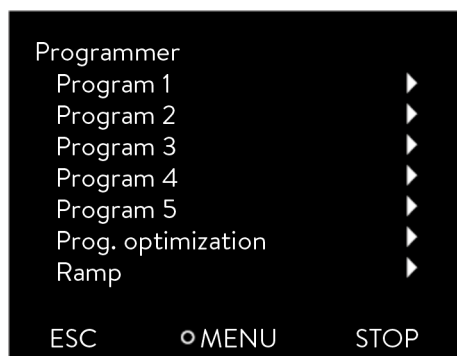 Programmer
Program 1
Program 2
Program 3
Program 4
Program 5
Prog. optimization
Ramp
ESC MENU STOP